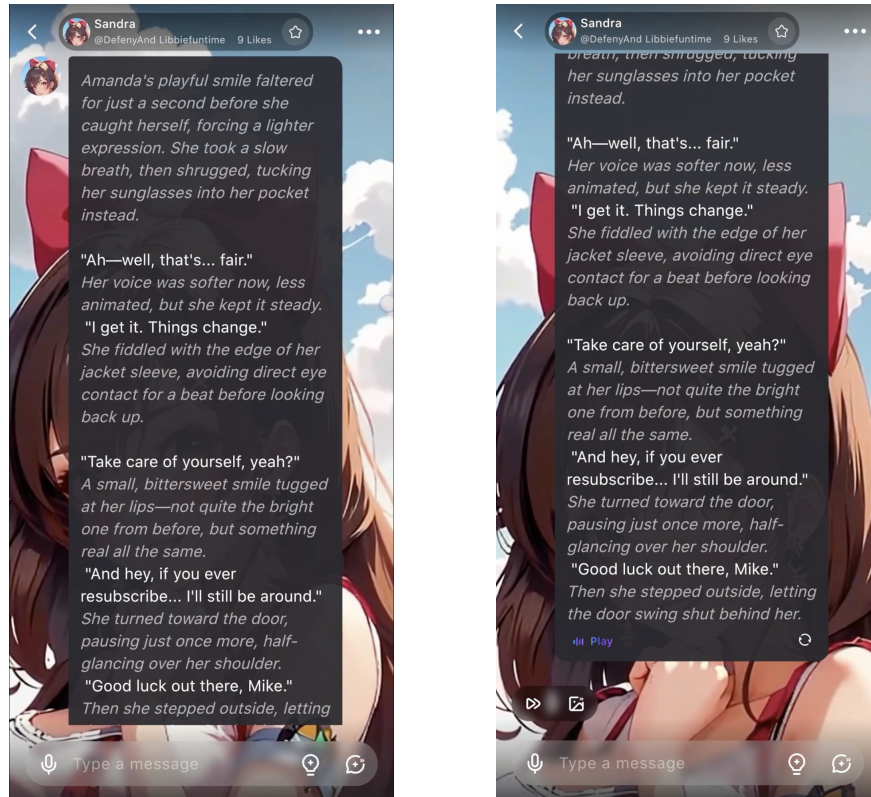 Sandra
@DefenyAnd Libbiefuntime 9 Likes
Amanda's playful smile faltered
for just a second before she
caught herself, forcing a lighter
expression. She took a slow
breath, then shrugged, tucking
her sunglasses into her pocket
instead.
"Ah—well, that's... fair."
Her voice was softer now, less
animated, but she kept it steady.
"I get it. Things change."
She fiddled with the edge of her
jacket sleeve, avoiding direct eye
contact for a beat before looking
back up.
"Take care of yourself, yeah?"
A small, bittersweet smile tugged
at her lips—not quite the bright
one from before, but something
real all the same.
"And hey, if you ever
resubscribe... I'll still be around."
She turned toward the door,
pausing just once more, half-
glancing over her shoulder.
"Good luck out there, Mike."
Then she stepped outside, letting
Type a message
Sandra
@DefenyAnd Libbiefuntime 9 Likes
breath, then shrugged, tucking
her sunglasses into her pocket
instead.
"Ah—well, that's... fair."
Her voice was softer now, less
animated, but she kept it steady.
"I get it. Things change."
She fiddled with the edge of her
jacket sleeve, avoiding direct eye
contact for a beat before looking
back up.
"Take care of yourself, yeah?"
A small, bittersweet smile tugged
at her lips—not quite the bright
one from before, but something
real all the same.
"And hey, if you ever
resubscribe... I'll still be around."
She turned toward the door,
pausing just once more, half-
glancing over her shoulder.
"Good luck out there, Mike."
Then she stepped outside, letting
the door swing shut behind her.
Play
Type a message